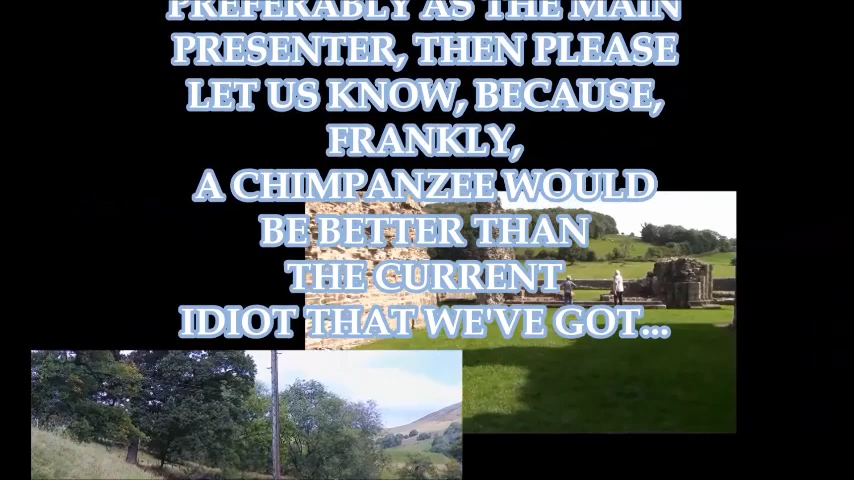 PREFERABLY AS THE MAIN
PRESENTER, THEN PLEASE
LET US KNOW, BECAUSE,
FRANKLY,
A CHIMPANZEE WOULD
BE BETTER THAN
THE CURRENT
IDIOT THAT WE'VE GOT...